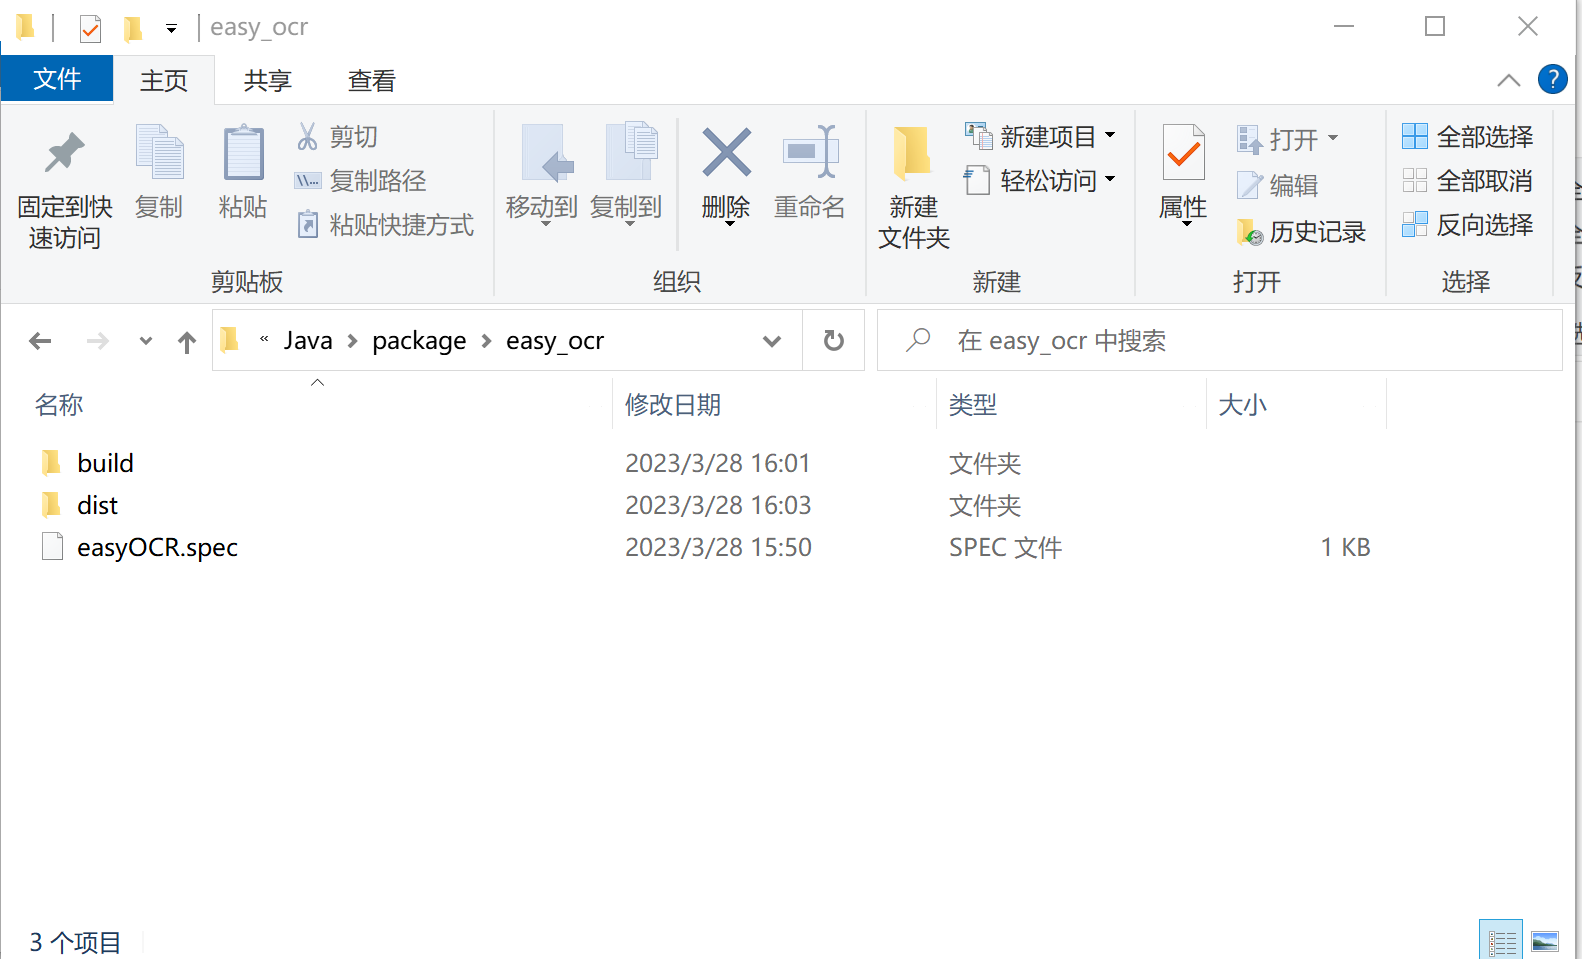 easy_ocr
文件 主页 共享 查看
固定到快速访问
复制
粘贴
剪切
复制路径
粘贴快捷方式
剪贴板
移动到
复制到
删除
重命名
组织
新建文件夹
新建项目
轻松访问
新建
属性
打开
编辑
历史记录
打开
全部选择
全部取消
反向选择
选择
« Java package easy_ocr
在 easy_ocr 中搜索
名称 修改日期 类型 大小
build 2023/3/28 16:01 文件夹
dist 2023/3/28 16:03 文件夹
easyOCR.spec 2023/3/28 15:50 SPEC 文件 1 KB
3 个项目